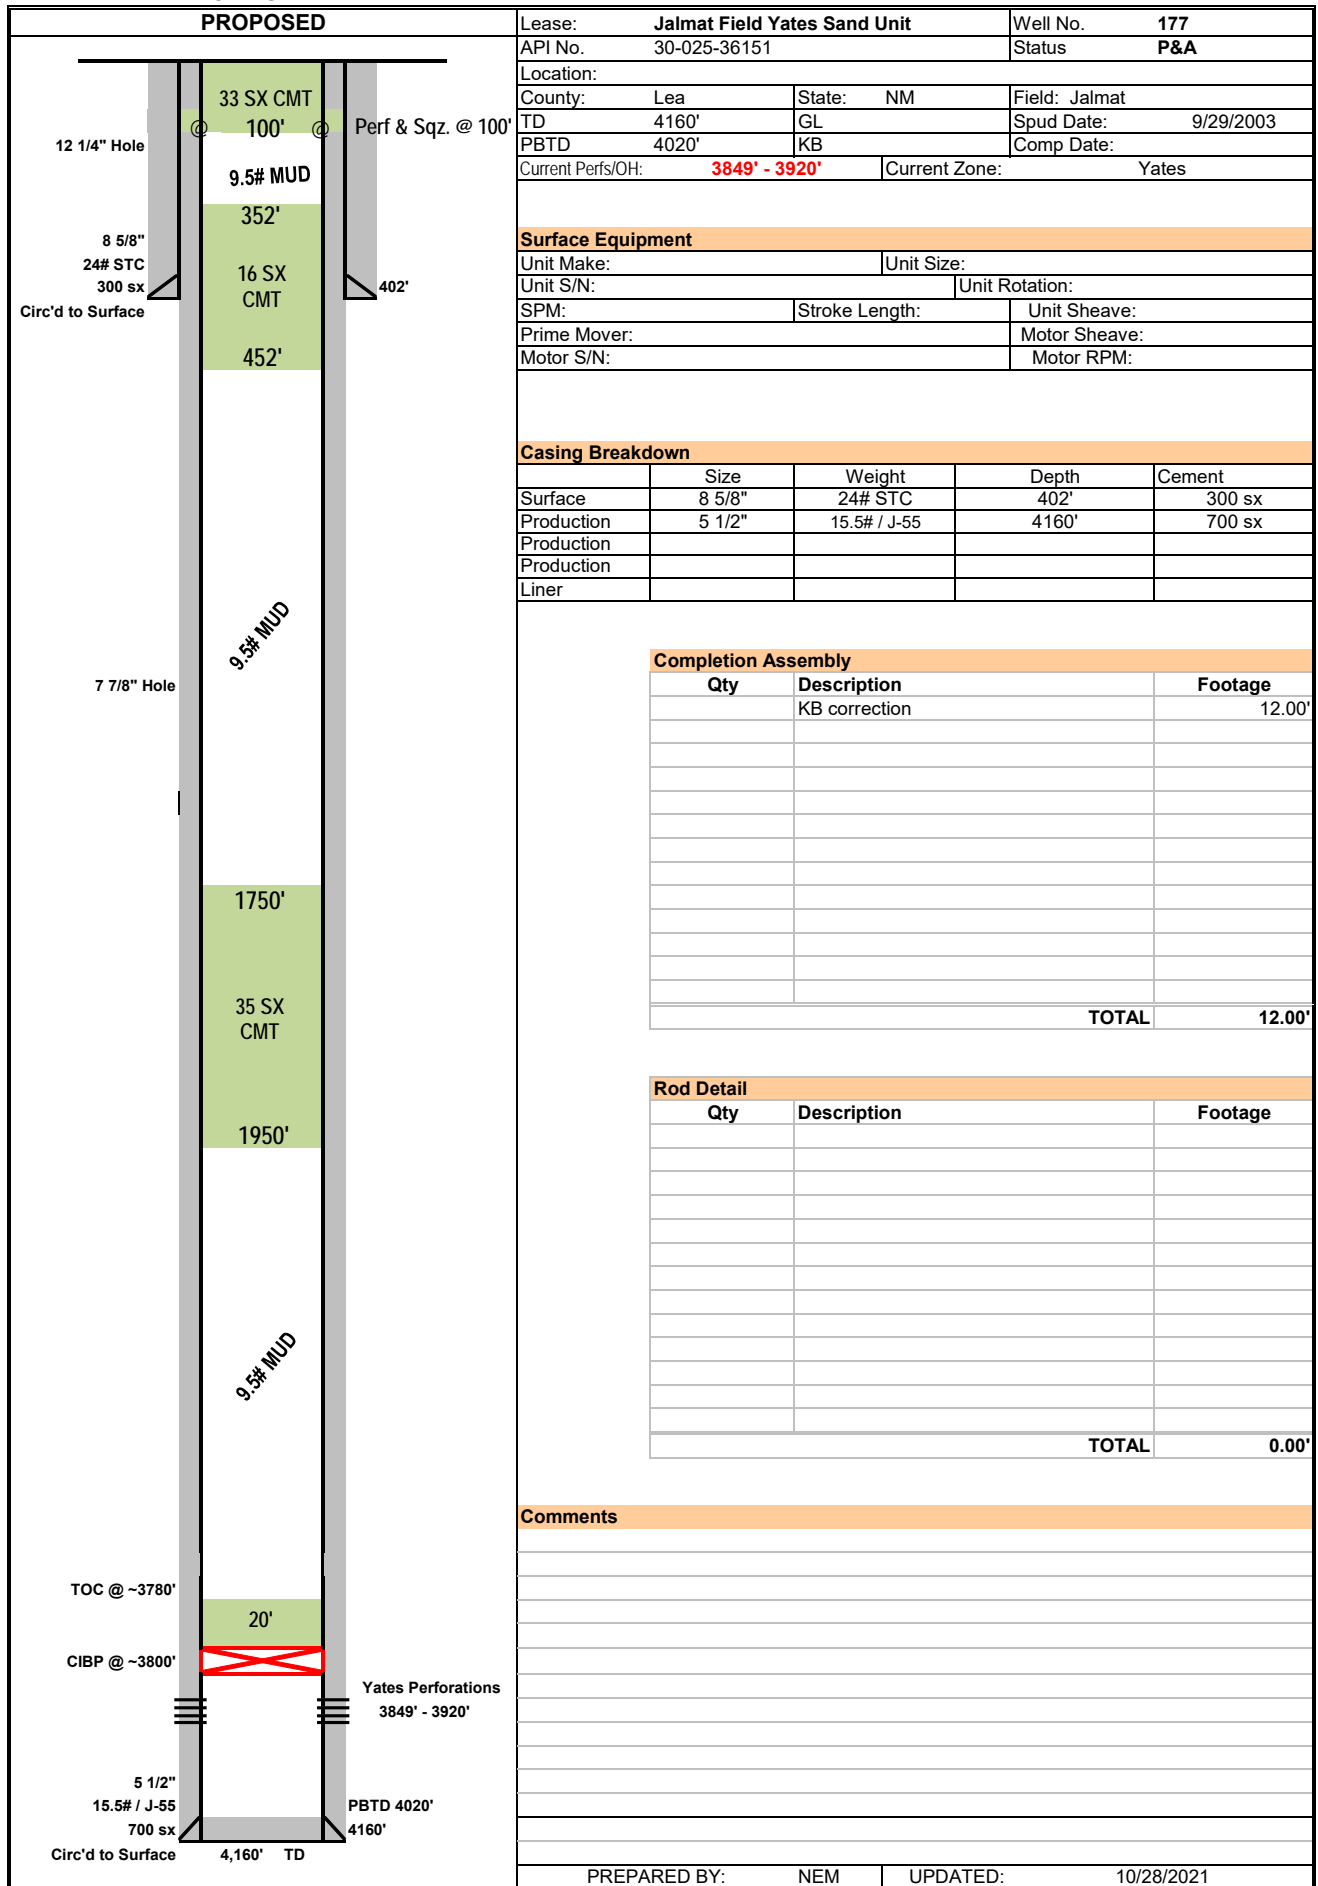 PROPOSED
33 SX CMT
@ 100' @ Perf & Sqz. @ 100'
12 1/4" Hole
9.5# MUD
352'
8 5/8"
24# STC
300 sx
Circ'd to Surface
16 SX
CMT
402'
452'
9.5# MUD
7 7/8" Hole
1750'
35 SX
CMT
1950'
9.5# MUD
TOC @ ~3780'
20'
CIBP @ ~3800'
Yates Perforations
3849' - 3920'
5 1/2"
15.5# / J-55
700 sx
Circ'd to Surface
PBTD 4020'
4160'
4,160' TD
Lease: Jalmat Field Yates Sand Unit Well No. 177
API No. 30-025-36151 Status P&A
Location:
County: Lea State: NM Field: Jalmat
TD 4160' GL Spud Date: 9/29/2003
PBTD 4020' KB Comp Date:
Current Perfs/OH: 3849' - 3920' Current Zone: Yates
Surface Equipment
Unit Make: Unit Size:
Unit S/N: Unit Rotation:
SPM: Stroke Length: Unit Sheave:
Prime Mover: Motor Sheave:
Motor S/N: Motor RPM:
Casing Breakdown
Size Weight Depth Cement
Surface 8 5/8" 24# STC 402' 300 sx
Production 5 1/2" 15.5# / J-55 4160' 700 sx
Production
Production
Liner
Completion Assembly
Qty Description Footage
KB correction 12.00'
TOTAL 12.00'
Rod Detail
Qty Description Footage
TOTAL 0.00'
Comments
PREPARED BY: NEM UPDATED: 10/28/2021